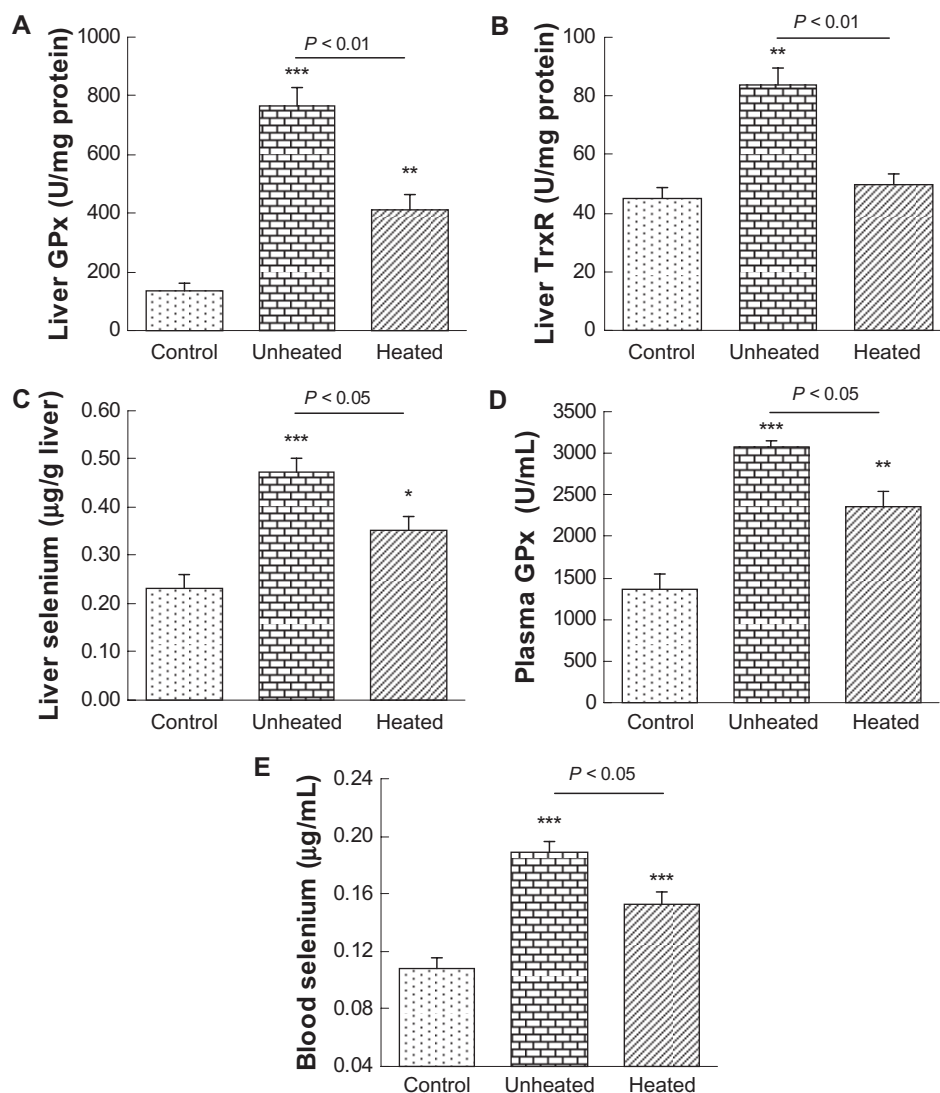 A
Liver GPx (U/mg protein)
1000
800
600
400
200
0
P < 0.01
***
**
Control Unheated Heated
B
Liver TrxR (U/mg protein)
100
80
60
40
20
0
P < 0.01
**
Control Unheated Heated
C
Liver selenium (μg/g liver)
0.60
0.50
0.40
0.30
0.20
0.10
0.00
P < 0.05
***
*
Control Unheated Heated
D
Plasma GPx (U/mL)
3500
3000
2500
2000
1500
1000
500
0
P < 0.05
***
**
Control Unheated Heated
E
Blood selenium (μg/mL)
0.24
0.20
0.16
0.12
0.08
0.04
P < 0.05
***
***
Control Unheated Heated